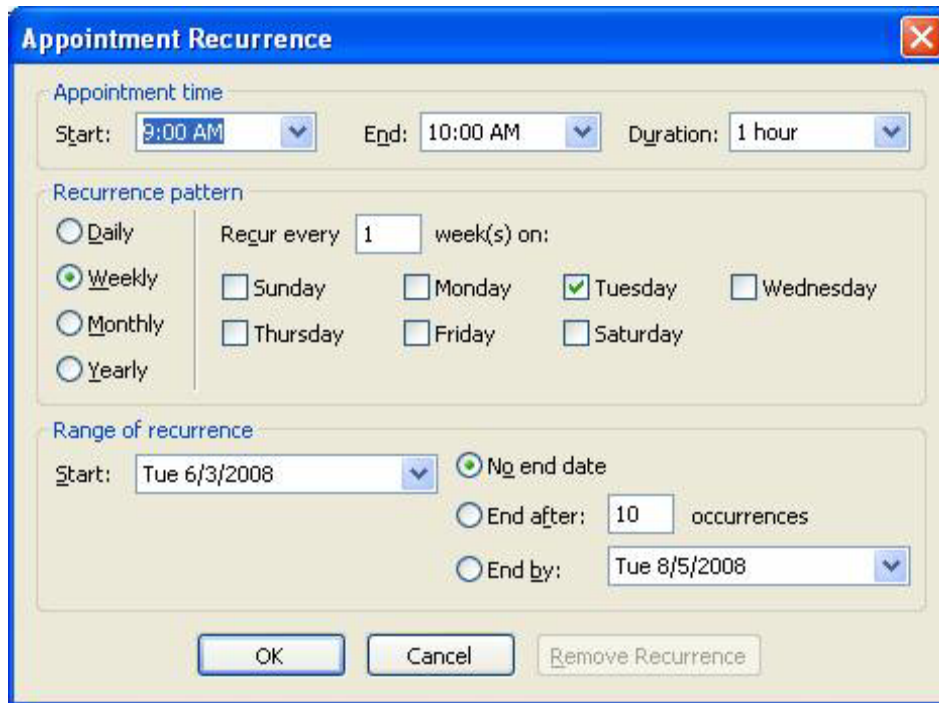 Appointment Recurrence
Appointment time
Start: 9:00 AM End: 10:00 AM Duration: 1 hour
Recurrence pattern
Daily Recur every 1 week(s) on:
Weekly Sunday Monday Tuesday Wednesday
Monthly Thursday Friday Saturday
Yearly
Range of recurrence
Start: Tue 6/3/2008 No end date
End after: 10 occurrences
End by: Tue 8/5/2008
OK Cancel Remove Recurrence